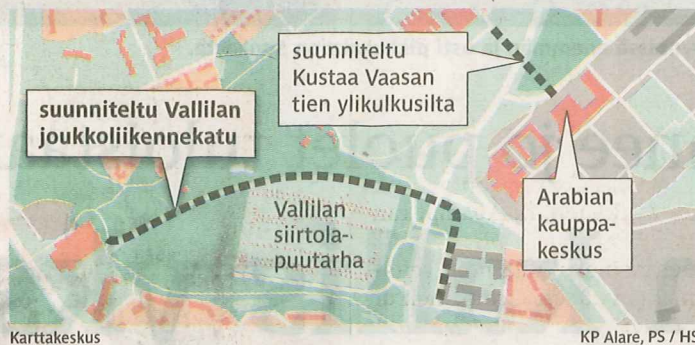 suunniteltu
Kustaa Vaasan
tien ylikulkusilta
suunniteltu Vallilan
joukkoliikennekatu
Vallilan
siirtola-
puutarha
Arabian
kauppa-
keskus
Karttakeskus
KP Alare, PS / HS